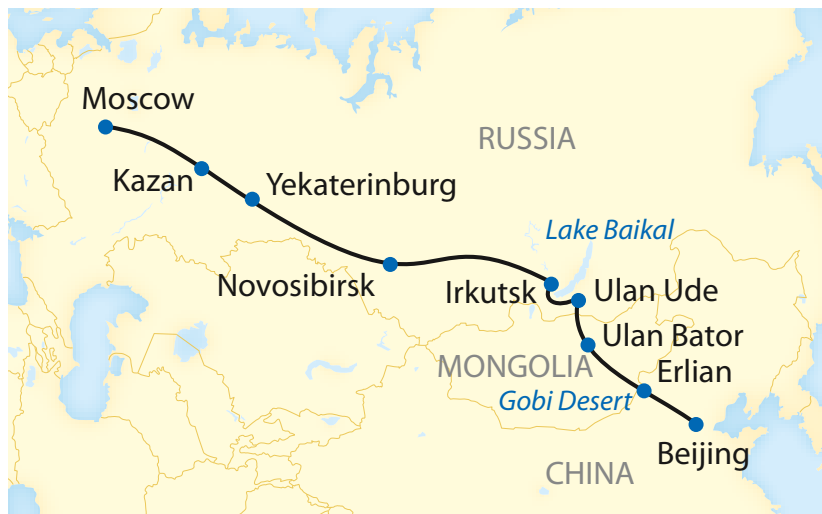 Moscow
RUSSIA
Kazan
Yekaterinburg
Lake Baikal
Novosibirsk
Irkutsk
Ulan Ude
Ulan Bator
MONGOLIA
Erlian
Gobi Desert
Beijing
CHINA